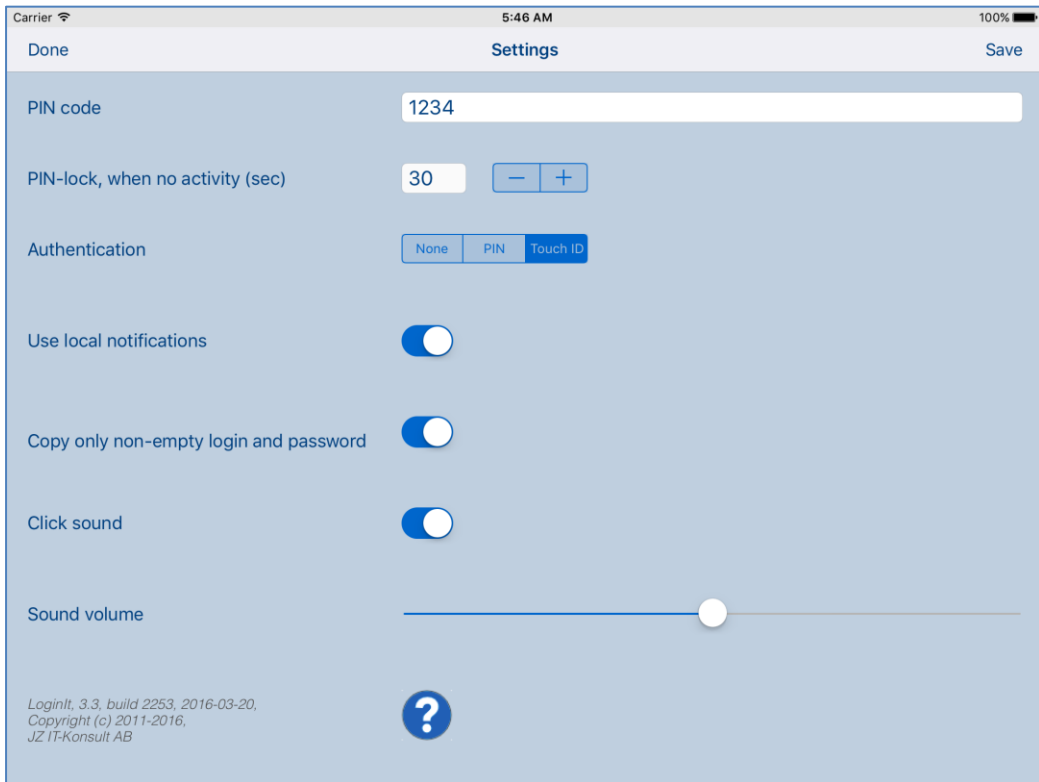 Carrier 5:46 AM 100%
Done Settings Save
PIN code 1234
PIN-lock, when no activity (sec) 30 − +
Authentication None PIN Touch ID
Use local notifications
Copy only non-empty login and password
Click sound
Sound volume
LoginIt, 3.3, build 2253, 2016-03-20,
Copyright (c) 2011-2016,
JZ IT-Konsult AB
?